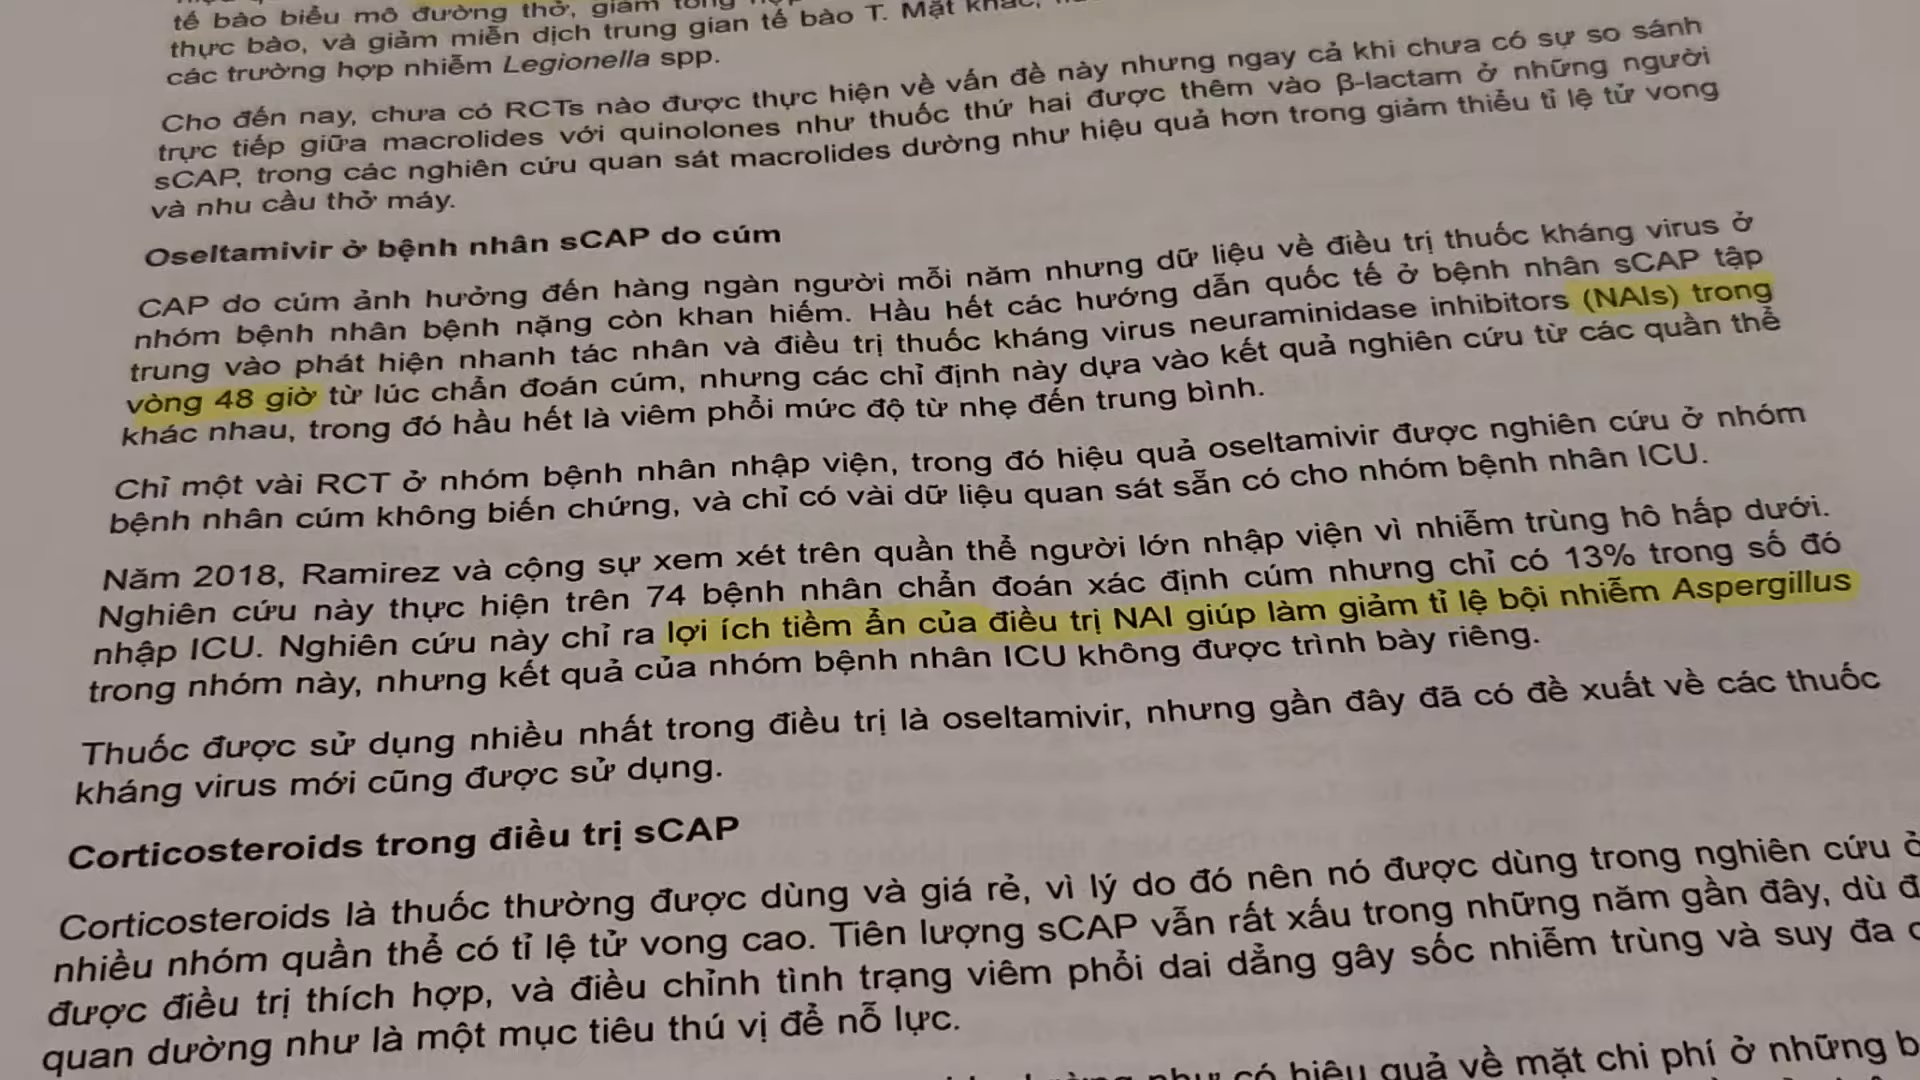 tế bào biểu mô đường thở, giảm
thực bào, và giảm miễn dịch trung gian tế bào T. Mặt khác,
các trường hợp nhiễm Legionella spp.
Cho đến nay, chưa có RCTs nào được thực hiện về vấn đề này nhưng ngay cả khi chưa có sự so sánh
trực tiếp giữa macrolides với quinolones như thuốc thứ hai được thêm vào β-lactam ở những người
sCAP, trong các nghiên cứu quan sát macrolides dường như hiệu quả hơn trong giảm thiểu tỉ lệ tử vong
và nhu cầu thở máy.
Oseltamivir ở bệnh nhân sCAP do cúm
CAP do cúm ảnh hưởng đến hàng ngàn người mỗi năm nhưng dữ liệu về điều trị thuốc kháng virus ở
nhóm bệnh nhân bệnh nặng còn khan hiếm. Hầu hết các hướng dẫn quốc tế ở bệnh nhân sCAP tập
trung vào phát hiện nhanh tác nhân và điều trị thuốc kháng virus neuraminidase inhibitors (NAIs) trong
vòng 48 giờ từ lúc chẩn đoán cúm, nhưng các chỉ định này dựa vào kết quả nghiên cứu từ các quần thể
khác nhau, trong đó hầu hết là viêm phổi mức độ từ nhẹ đến trung bình.
Chỉ một vài RCT ở nhóm bệnh nhân nhập viện, trong đó hiệu quả oseltamivir được nghiên cứu ở nhóm
bệnh nhân cúm không biến chứng, và chỉ có vài dữ liệu quan sát sẵn có cho nhóm bệnh nhân ICU.
Năm 2018, Ramirez và cộng sự xem xét trên quần thể người lớn nhập viện vì nhiễm trùng hô hấp dưới.
Nghiên cứu này thực hiện trên 74 bệnh nhân chẩn đoán xác định cúm nhưng chỉ có 13% trong số đó
nhập ICU. Nghiên cứu này chỉ ra lợi ích tiềm ẩn của điều trị NAI giúp làm giảm tỉ lệ bội nhiễm Aspergillus
trong nhóm này, nhưng kết quả của nhóm bệnh nhân ICU không được trình bày riêng.
Thuốc được sử dụng nhiều nhất trong điều trị là oseltamivir, nhưng gần đây đã có đề xuất về các thuốc
kháng virus mới cũng được sử dụng.
Corticosteroids trong điều trị sCAP
Corticosteroids là thuốc thường được dùng và giá rẻ, vì lý do đó nên nó được dùng trong nghiên cứu ở
nhiều nhóm quần thể có tỉ lệ tử vong cao. Tiên lượng sCAP vẫn rất xấu trong những năm gần đây, dù
được điều trị thích hợp, và điều chỉnh tình trạng viêm phổi dai dẳng gây sốc nhiễm trùng và suy đa
quan dường như là một mục tiêu thú vị để nỗ lực.
như có hiệu quả về mặt chi phí ở những